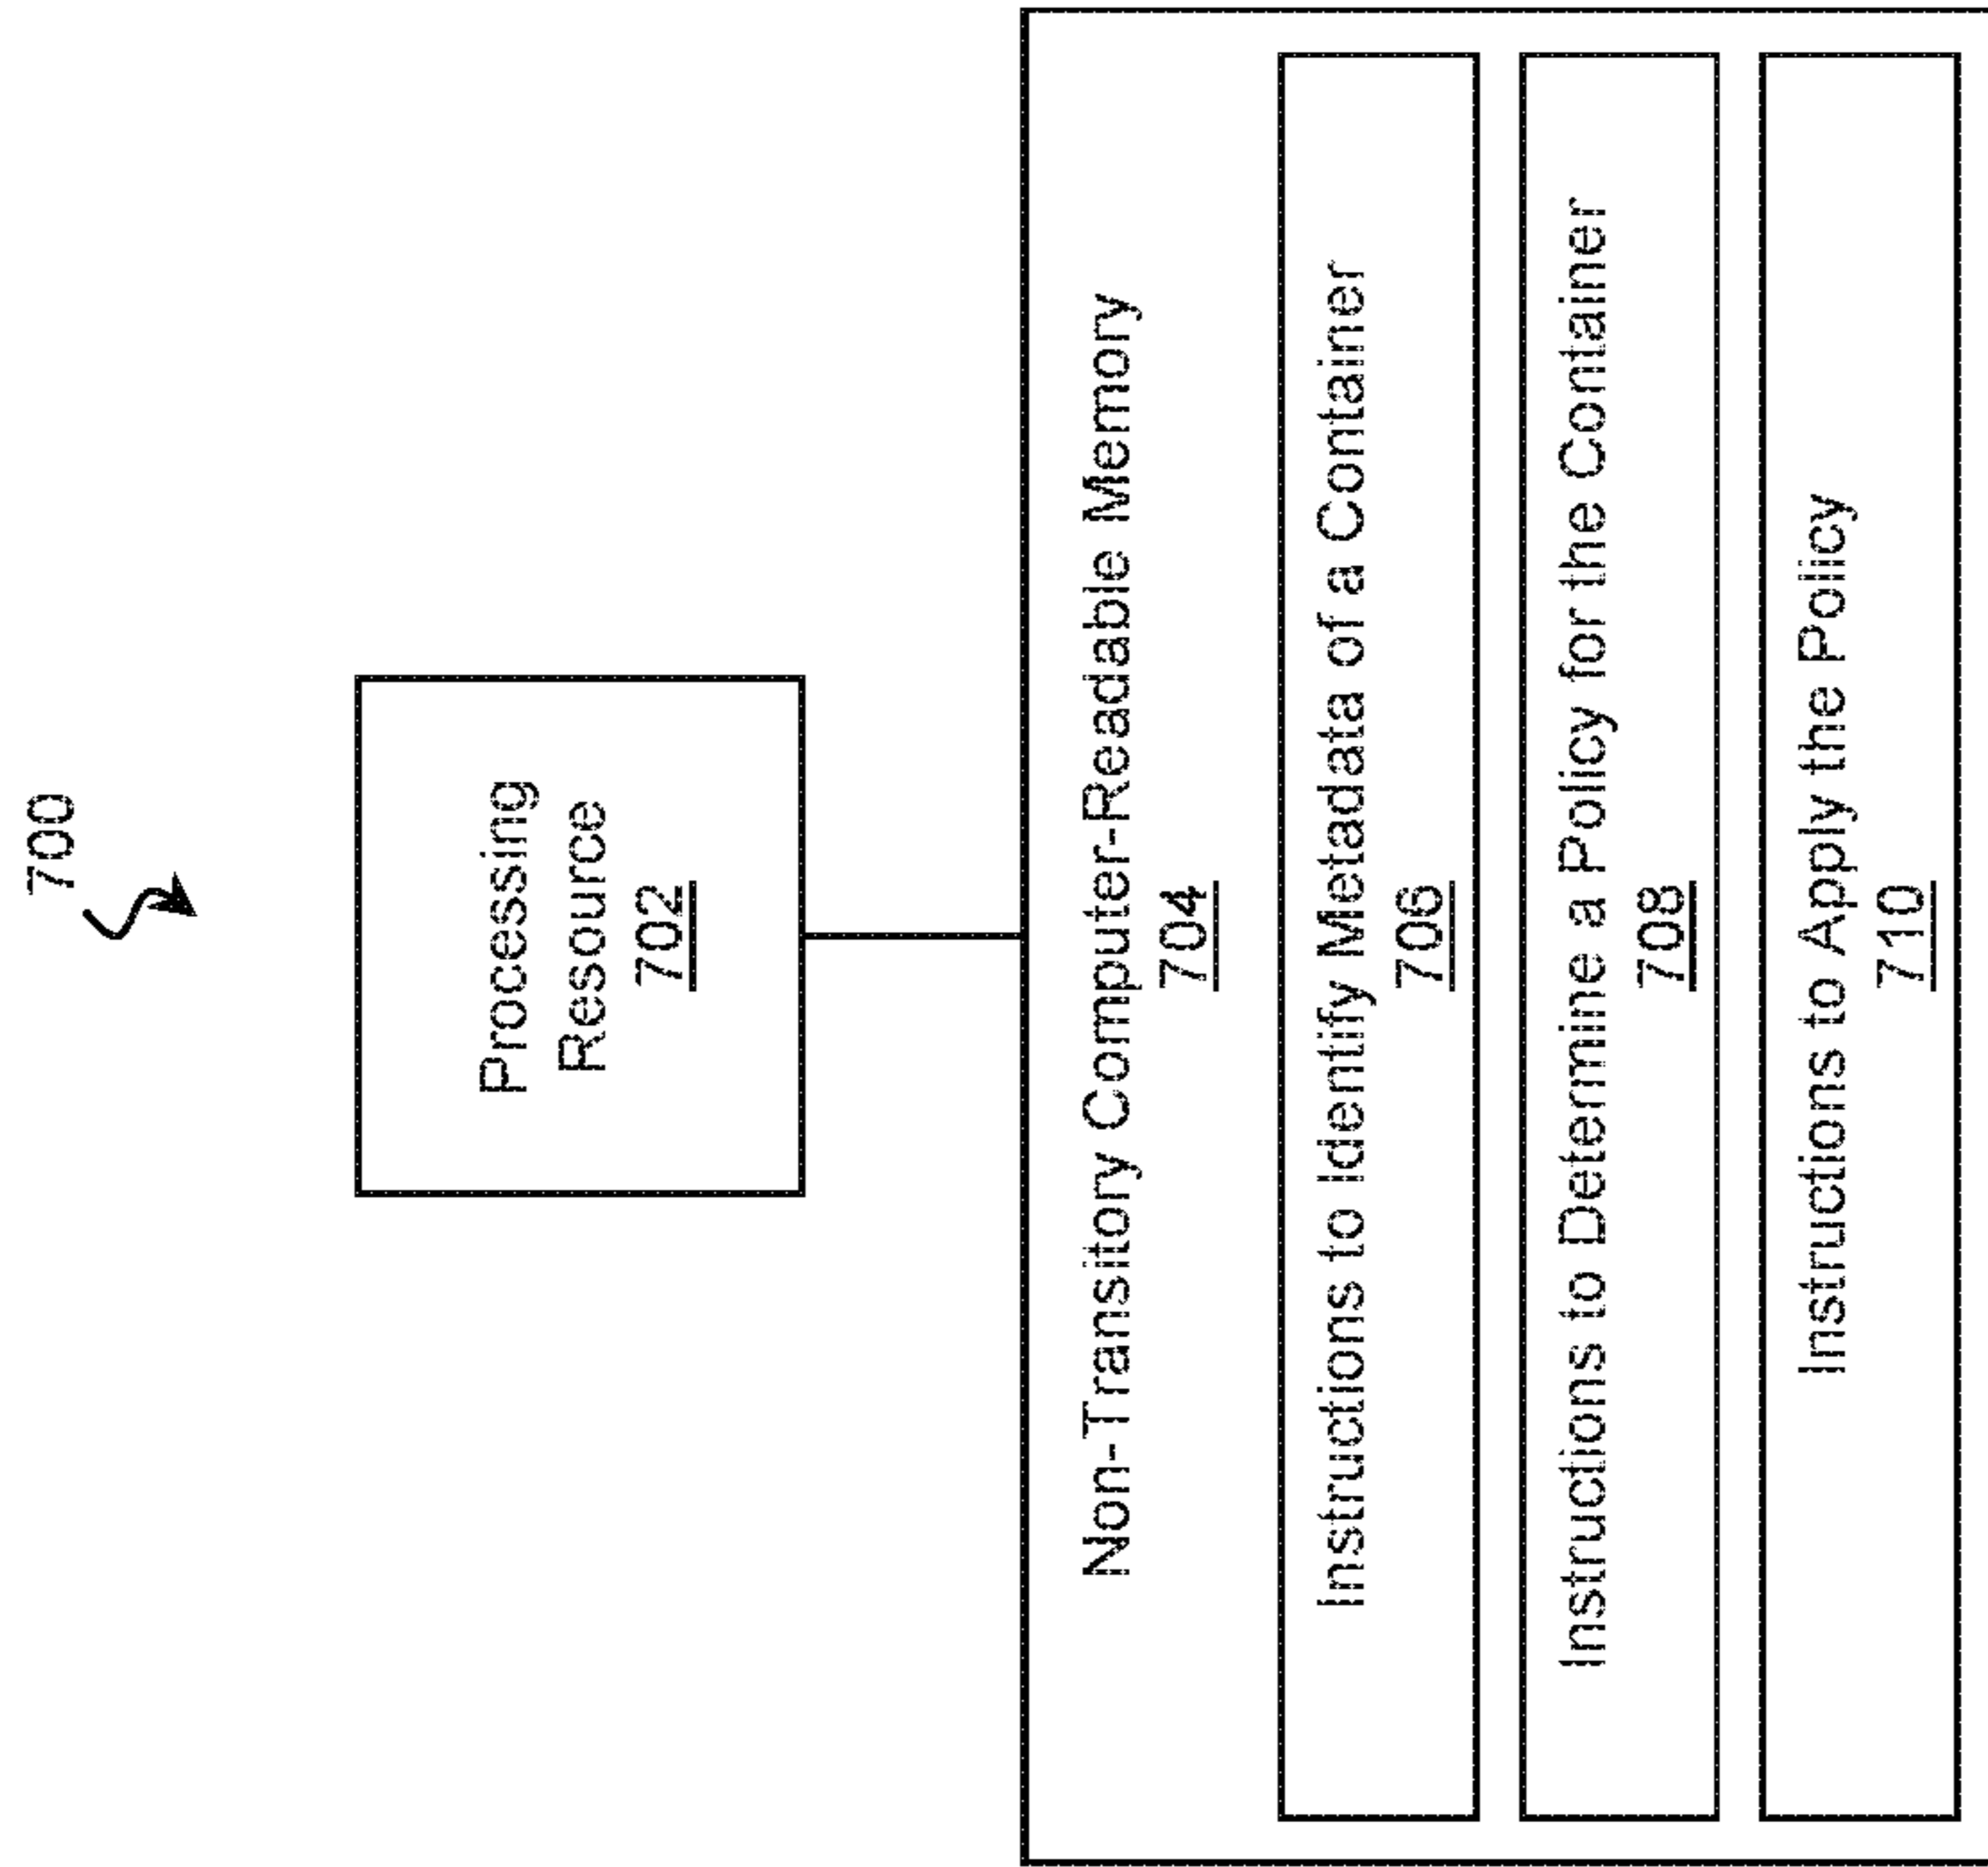 700
Processing
Resource
702
Non-Transitory Computer-Readable Memory
704
Instructions to Identify Metadata of a Container
706
Instructions to Determine a Policy for the Container
708
Instructions to Apply the Policy
710